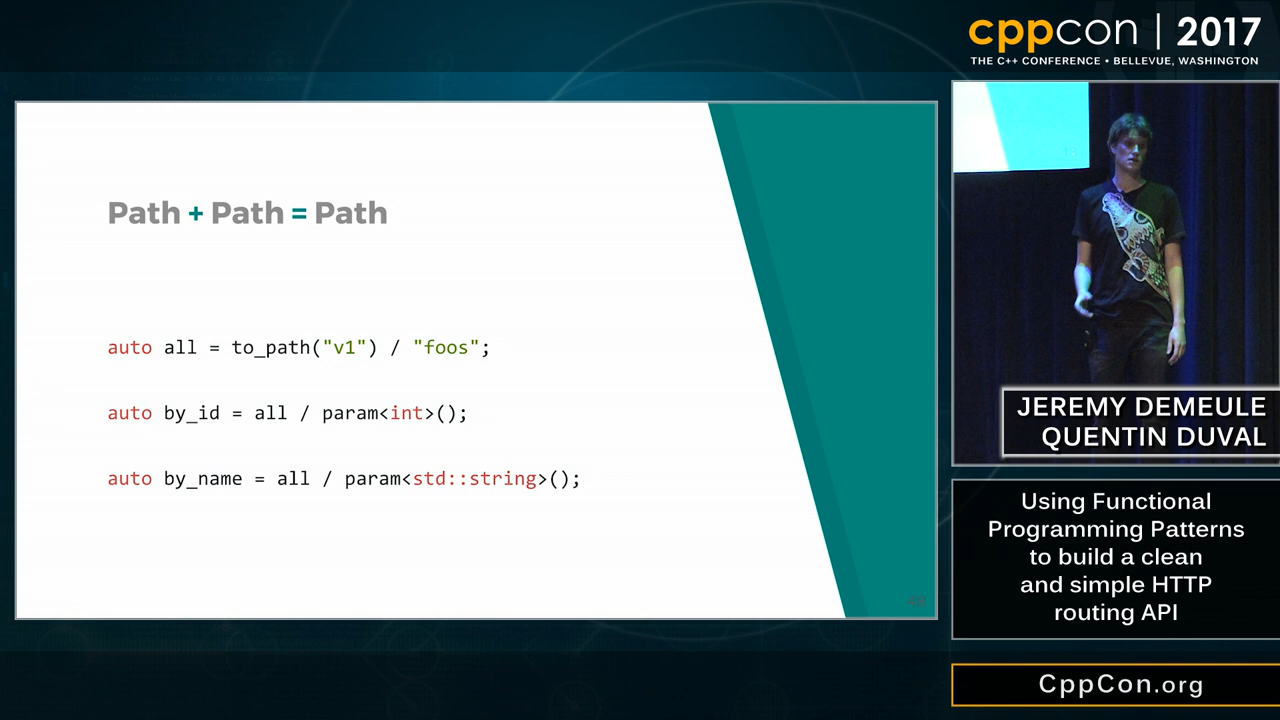 cppcon | 2017
THE C++ CONFERENCE • BELLEVUE, WASHINGTON
Path + Path = Path
auto all = to_path("v1") / "foos";
auto by_id = all / param<int>();
auto by_name = all / param<std::string>();
JEREMY DEMEULE
QUENTIN DUVAL
Using Functional
Programming Patterns
to build a clean
and simple HTTP
routing API
CppCon.org